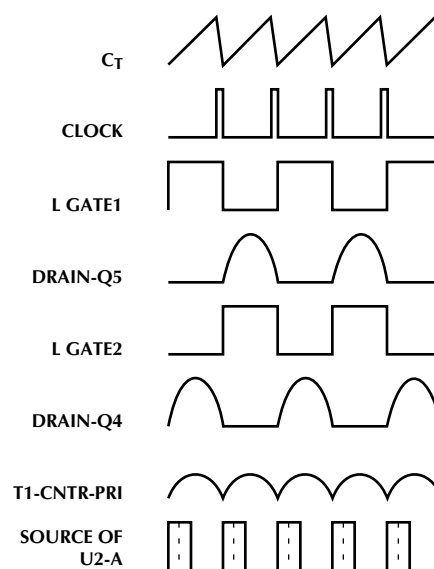 CT
CLOCK
L GATE1
DRAIN-Q5
L GATE2
DRAIN-Q4
T1-CNTR-PRI
SOURCE OF
U2-A